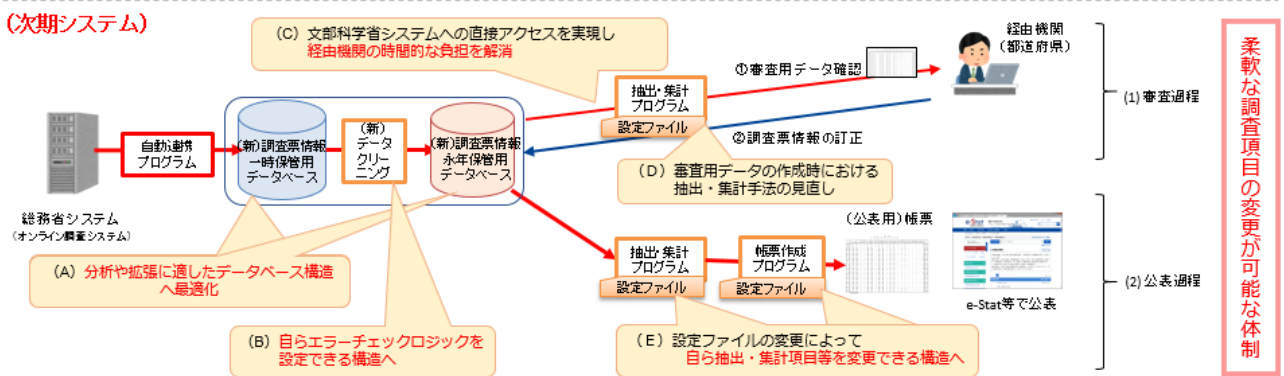 (次期システム)
(C)文部科学省システムへの直接アクセスを実現し
経由機関の時間的な負担を解消
経由機関
(都道府県)
①審査用データ確認
抽出・集計
プログラム
設定ファイル
②調査票情報の訂正
(1)審査過程
自動連携
プログラム
(新)調査票情報
一時保管用
データベース
(新)
データ
クリー
ニング
(新)調査票情報
永年保管用
データベース
(D)審査用データの作成時における
抽出・集計手法の見直し
総務省システム
(オンライン調査システム)
(A)分析や拡張に適したデータベース構造
へ最適化
(公表用)帳票
e-Stat
抽出・集計
プログラム
設定ファイル
帳票作成
プログラム
設定ファイル
e-Stat等で公表
(2)公表過程
(B)自らエラーチェックロジックを
設定できる構造へ
(E)設定ファイルの変更によって
自ら抽出・集計項目等を変更できる構造へ
柔軟な調査項目の変更が可能な体制